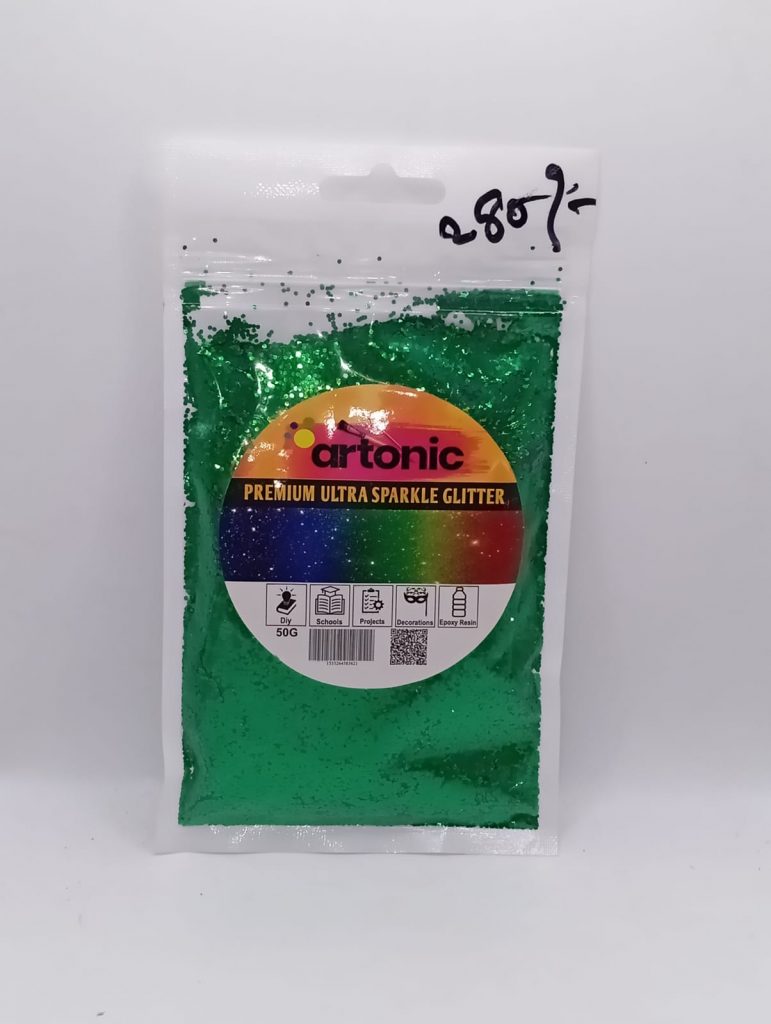 280/-
artonic
PREMIUM ULTRA SPARKLE GLITTER
Diy Schools Projects Decorations Epoxy Resin
50G